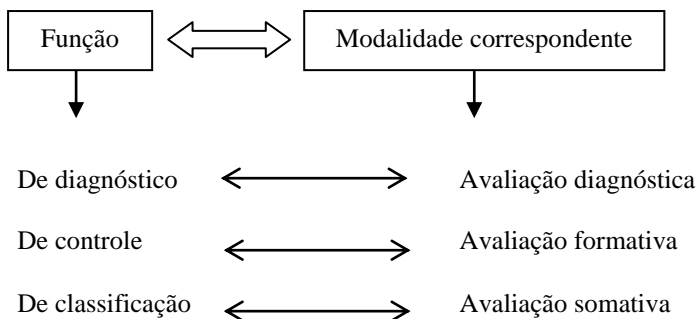 Função
Modalidade correspondente
De diagnóstico
Avaliação diagnóstica
De controle
Avaliação formativa
De classificação
Avaliação somativa